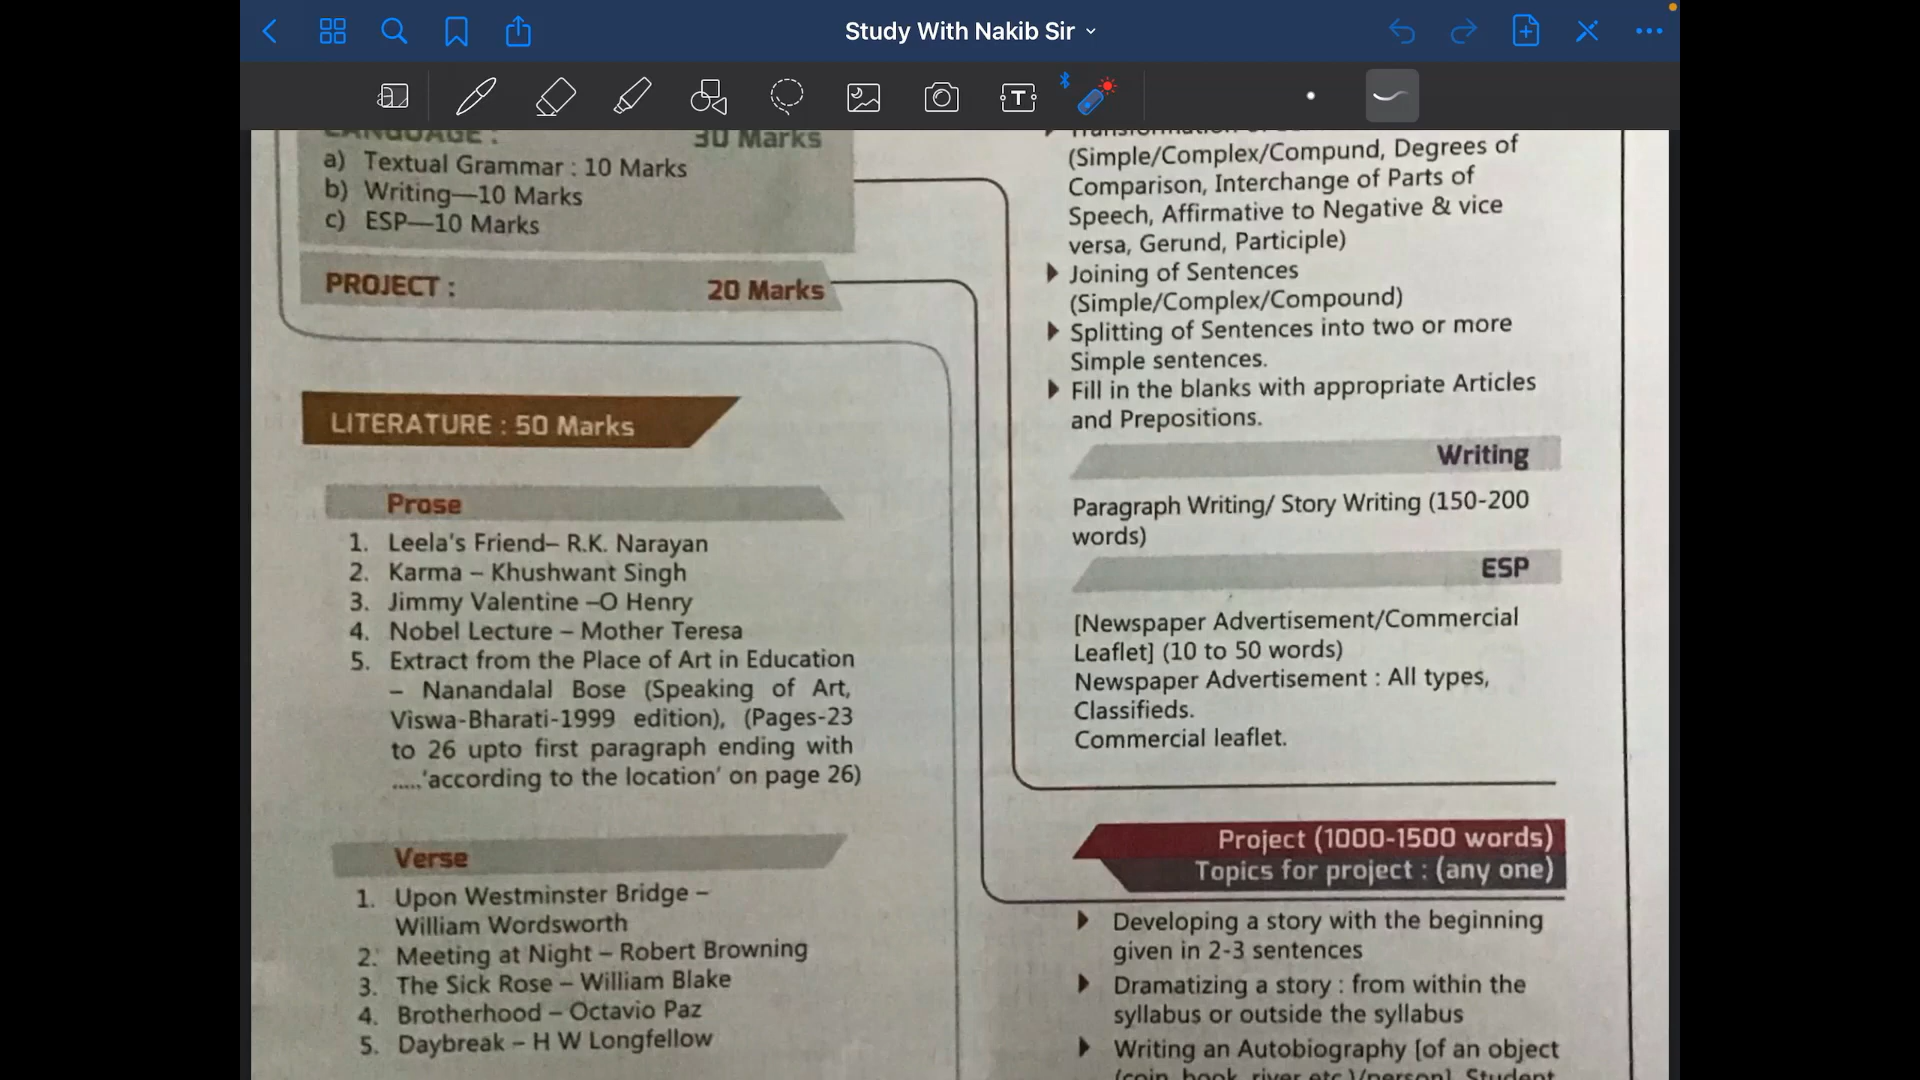 Study With Nakib Sir
LANGUAGE : 30 Marks
a) Textual Grammar : 10 Marks
b) Writing—10 Marks
c) ESP—10 Marks
PROJECT : 20 Marks
LITERATURE : 50 Marks
Prose
1. Leela's Friend– R.K. Narayan
2. Karma – Khushwant Singh
3. Jimmy Valentine –O Henry
4. Nobel Lecture – Mother Teresa
5. Extract from the Place of Art in Education
– Nanandalal Bose (Speaking of Art,
Viswa-Bharati-1999 edition), (Pages-23
to 26 upto first paragraph ending with
.....'according to the location' on page 26)
Verse
1. Upon Westminster Bridge –
William Wordsworth
2. Meeting at Night – Robert Browning
3. The Sick Rose – William Blake
4. Brotherhood – Octavio Paz
5. Daybreak – H W Longfellow
Transformation of
(Simple/Complex/Compund, Degrees of
Comparison, Interchange of Parts of
Speech, Affirmative to Negative & vice
versa, Gerund, Participle)
Joining of Sentences
(Simple/Complex/Compound)
Splitting of Sentences into two or more
Simple sentences.
Fill in the blanks with appropriate Articles
and Prepositions.
Writing
Paragraph Writing/ Story Writing (150-200
words)
ESP
[Newspaper Advertisement/Commercial
Leaflet] (10 to 50 words)
Newspaper Advertisement : All types,
Classifieds.
Commercial leaflet.
Project (1000-1500 words)
Topics for project : (any one)
Developing a story with the beginning
given in 2-3 sentences
Dramatizing a story : from within the
syllabus or outside the syllabus
Writing an Autobiography [of an object
(coin, book, river etc.)/person]. Student